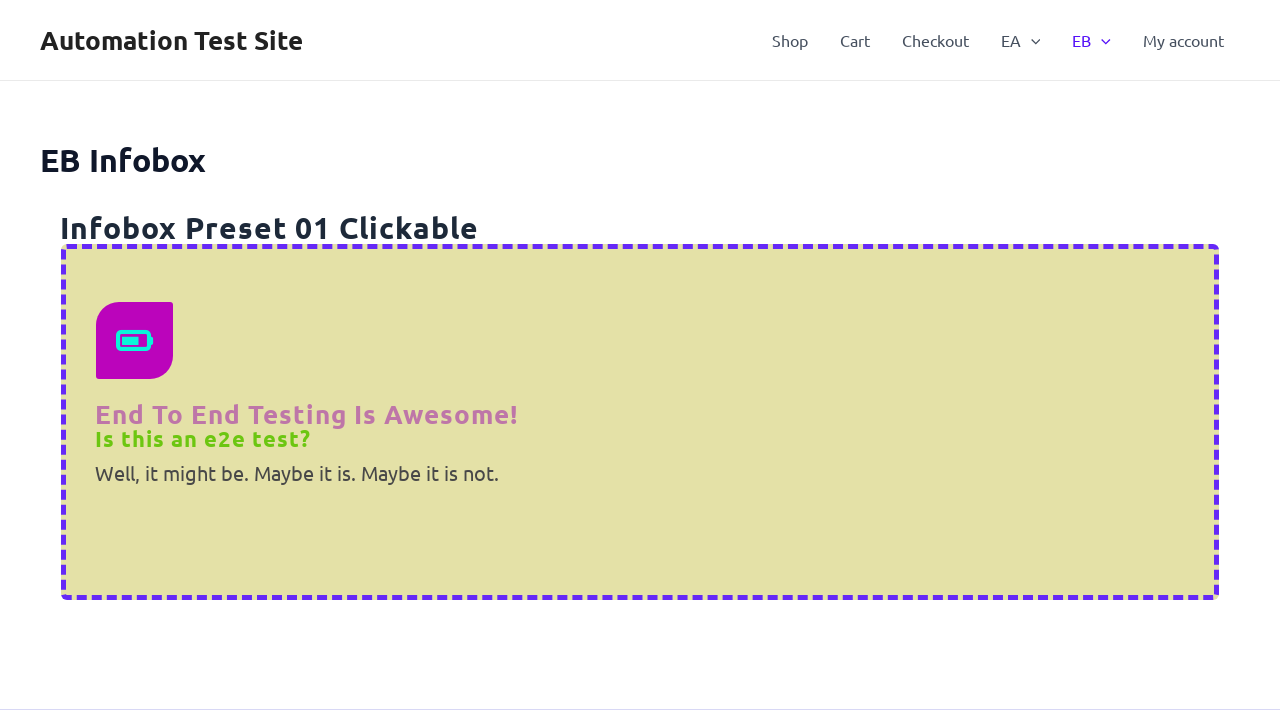 Automation Test Site
Shop Cart Checkout EA EB My account
EB Infobox
Infobox Preset 01 Clickable
End To End Testing Is Awesome!
Is this an e2e test?
Well, it might be. Maybe it is. Maybe it is not.